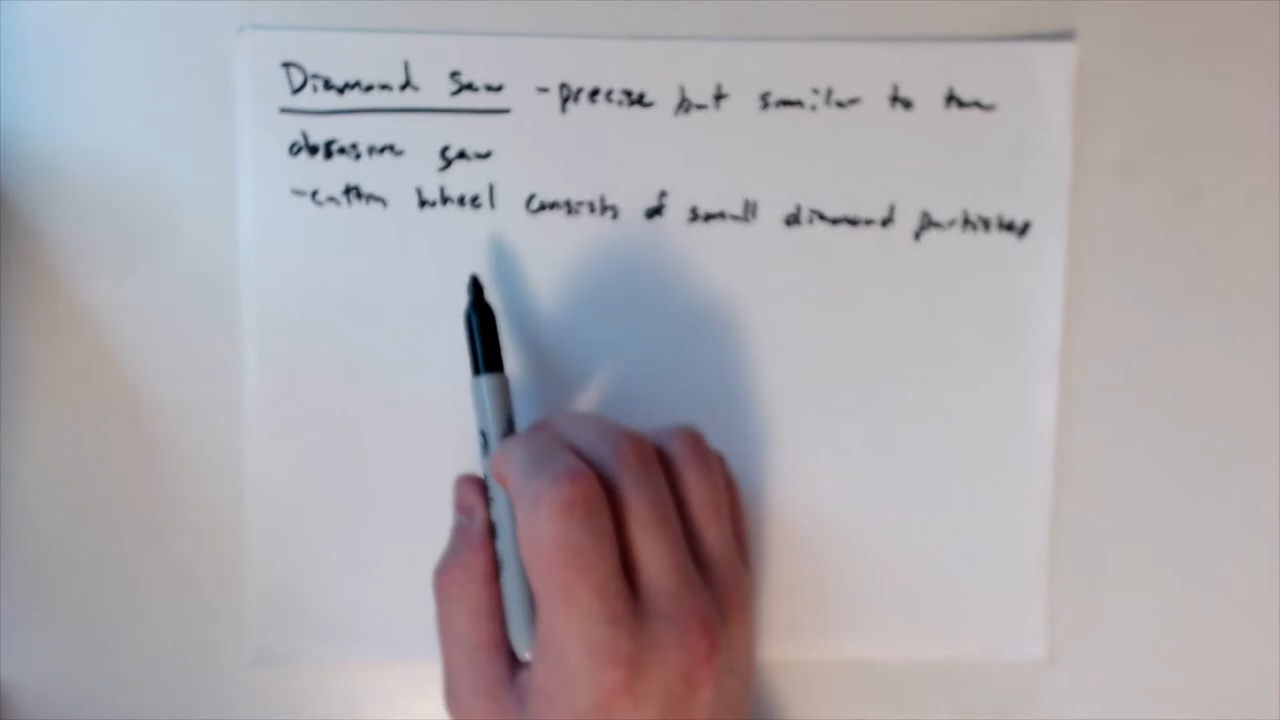 Diamond Saw - precise but similar to the
abrasive saw
- cutting wheel consists of small diamond particles